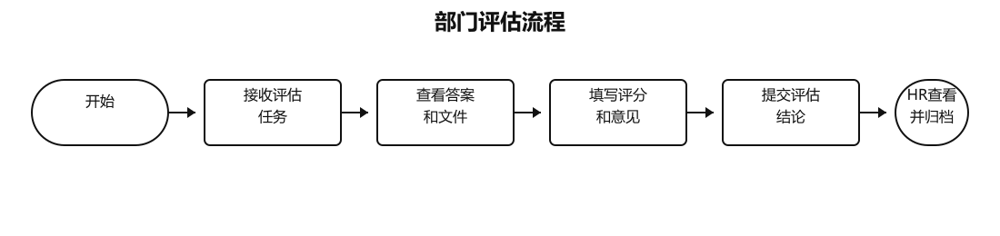 部门评估流程
开始
接收评估
任务
查看答案
和文件
填写评分
和意见
提交评估
结论
HR查看
并归档